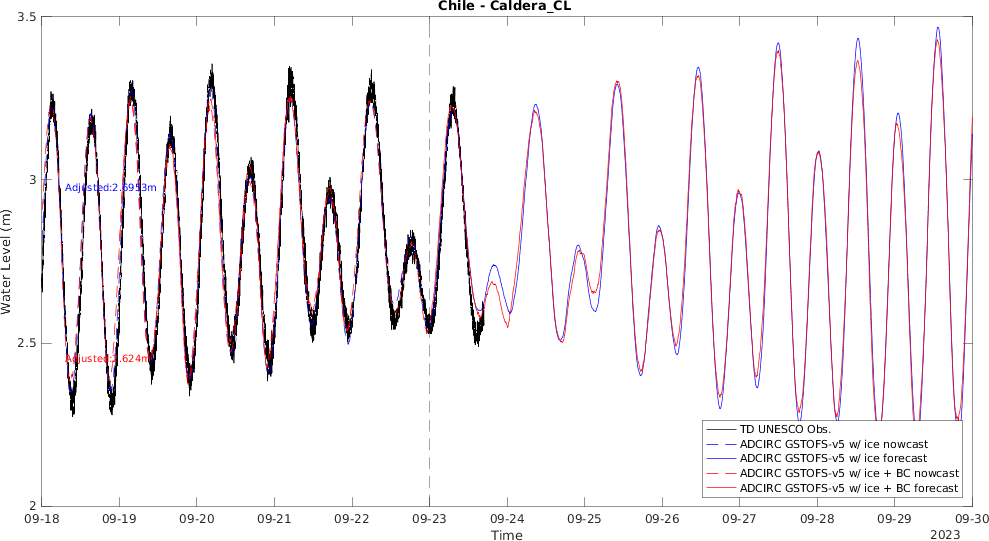 Chile - Caldera_CL
3.5
3
2.5
2
Water Level (m)
Adjusted:2.6953m
09-18
09-19
09-20
09-21
09-22
09-23
09-24
09-25
09-26
09-27
09-28
09-29
09-30
Time
2023
TD UNESCO Obs.
ADCIRC GSTOFS-v5 w/ ice nowcast
ADCIRC GSTOFS-v5 w/ ice forecast
ADCIRC GSTOFS-v5 w/ ice + BC nowcast
ADCIRC GSTOFS-v5 w/ ice + BC forecast